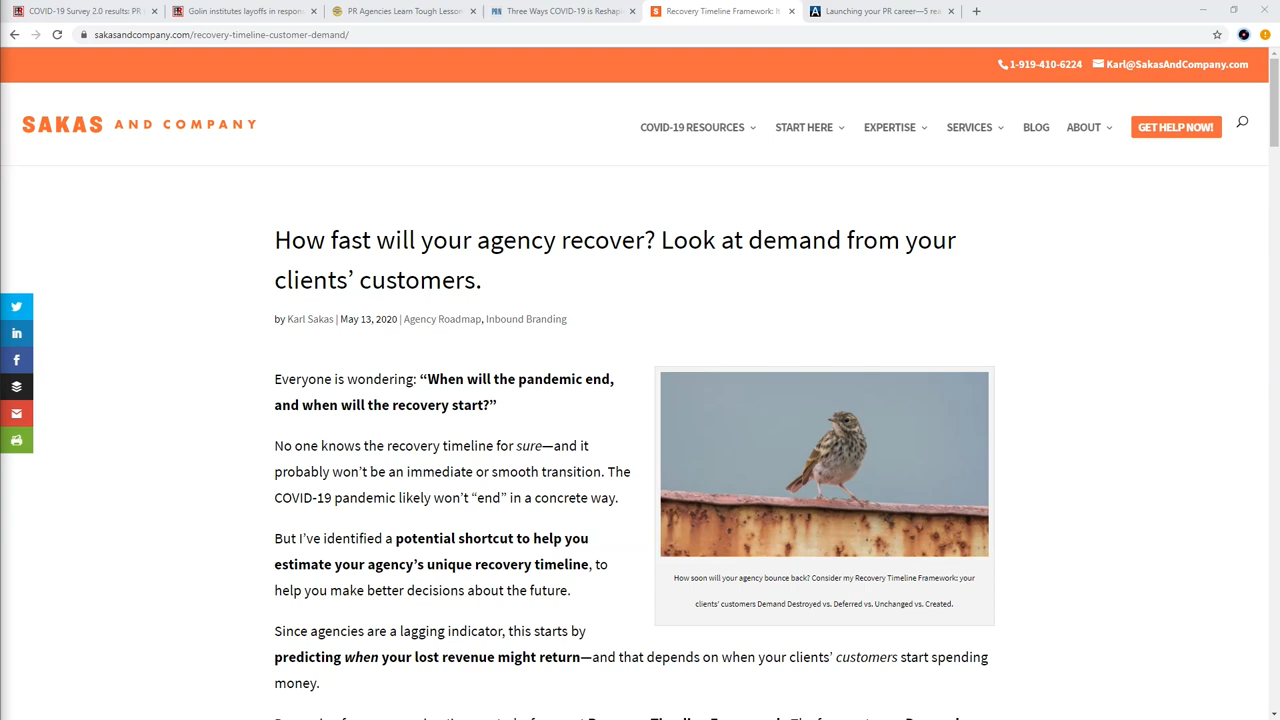 COVID-19 Survey 2.0 results: PR
Golin institutes layoffs in respon
PR Agencies Learn Tough Lesson
Three Ways COVID-19 is Reshapi
Recovery Timeline Framework: It
Launching your PR career—5 rea
sakasandcompany.com/recovery-timeline-customer-demand/
1-919-410-6224 Karl@SakasAndCompany.com
SAKAS AND COMPANY
COVID-19 RESOURCES START HERE EXPERTISE SERVICES BLOG ABOUT GET HELP NOW!
How fast will your agency recover? Look at demand from your
clients’ customers.
by Karl Sakas | May 13, 2020 | Agency Roadmap, Inbound Branding
Everyone is wondering: “When will the pandemic end,
and when will the recovery start?”
No one knows the recovery timeline for sure—and it
probably won’t be an immediate or smooth transition. The
COVID-19 pandemic likely won’t “end” in a concrete way.
But I’ve identified a potential shortcut to help you
estimate your agency’s unique recovery timeline, to
help you make better decisions about the future.
How soon will your agency bounce back? Consider my Recovery Timeline Framework: your
clients’ customers Demand Destroyed vs. Deferred vs. Unchanged vs. Created.
Since agencies are a lagging indicator, this starts by
predicting when your lost revenue might return—and that depends on when your clients’ customers start spending
money.